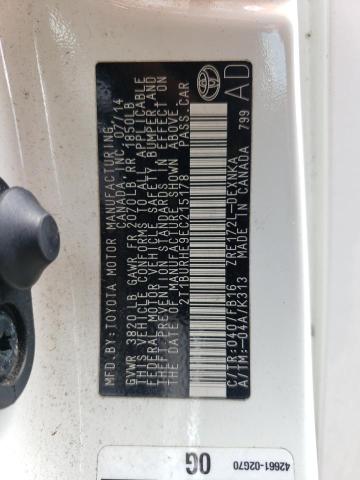 MFD.BY:TOYOTA MOTOR MANUFACTURING
CANADA, INC. 07/14
GVWR 3820 LB GAWR FR 2070 LB RR 1850LB
THIS VEHICLE CONFORMS TO ALL APPLICABLE
FEDERAL MOTOR VEHICLE SAFETY, BUMPER, AND
THEFT PREVENTION STANDARDS IN EFFECT ON
THE DATE OF MANUFACTURE SHOWN ABOVE.
2T1BURHE9EC215178 PASS.CAR
C/TR:040/FB16 ZRE172L-DEXNKA
A/TM:-04A/K313 MADE IN CANADA 799
AD
0G
42661-02G70